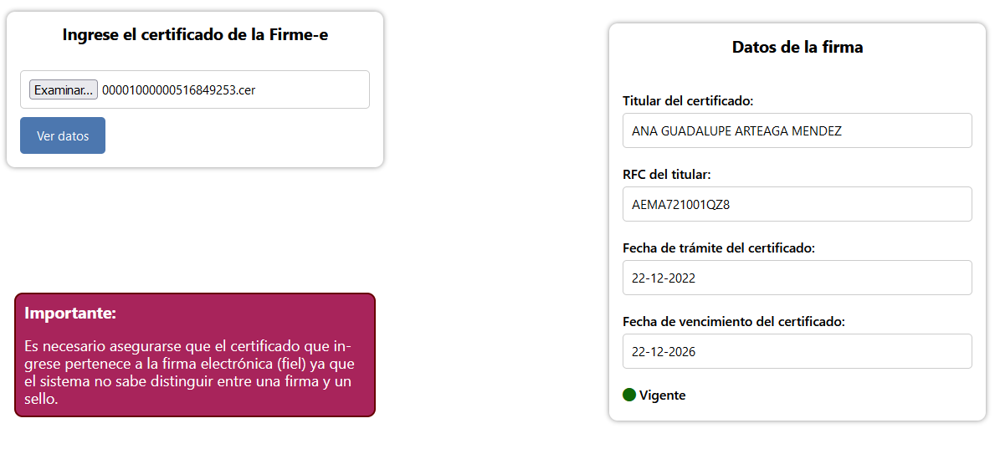 Ingrese el certificado de la Firme-e
Examinar... 00001000000516849253.cer
Ver datos
Importante:
Es necesario asegurarse que el certificado que in-
grese pertenece a la firma electrónica (fiel) ya que
el sistema no sabe distinguir entre una firma y un
sello.
Datos de la firma
Titular del certificado:
ANA GUADALUPE ARTEAGA MENDEZ
RFC del titular:
AEMA721001QZ8
Fecha de trámite del certificado:
22-12-2022
Fecha de vencimiento del certificado:
22-12-2026
Vigente